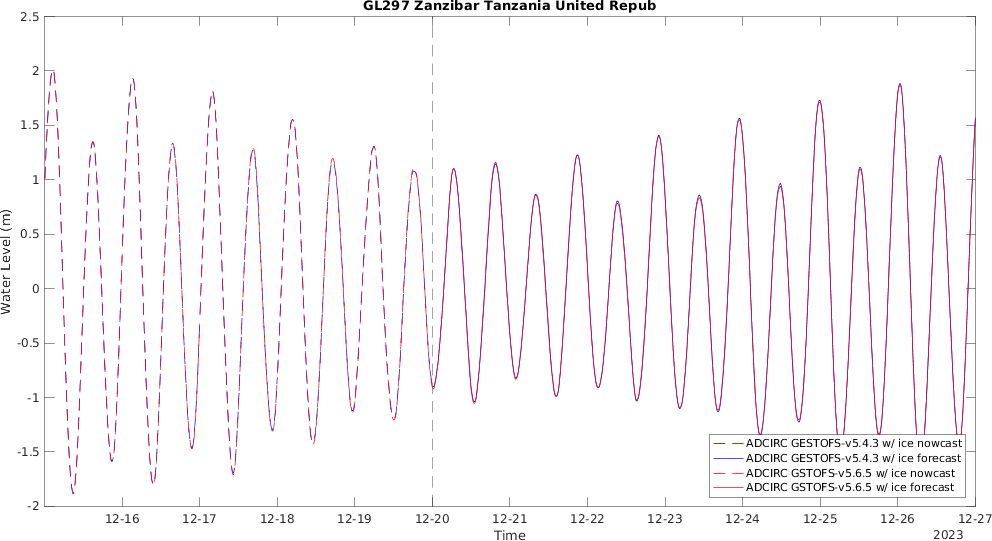 GL297 Zanzibar Tanzania United Repub
2.5
2
1.5
1
0.5
0
-0.5
-1
-1.5
-2
Water Level (m)
ADCIRC GESTOFS-v5.4.3 w/ ice nowcast
ADCIRC GESTOFS-v5.4.3 w/ ice forecast
ADCIRC GSTOFS-v5.6.5 w/ ice nowcast
ADCIRC GSTOFS-v5.6.5 w/ ice forecast
12-16 12-17 12-18 12-19 12-20 12-21 12-22 12-23 12-24 12-25 12-26 12-27
Time
2023